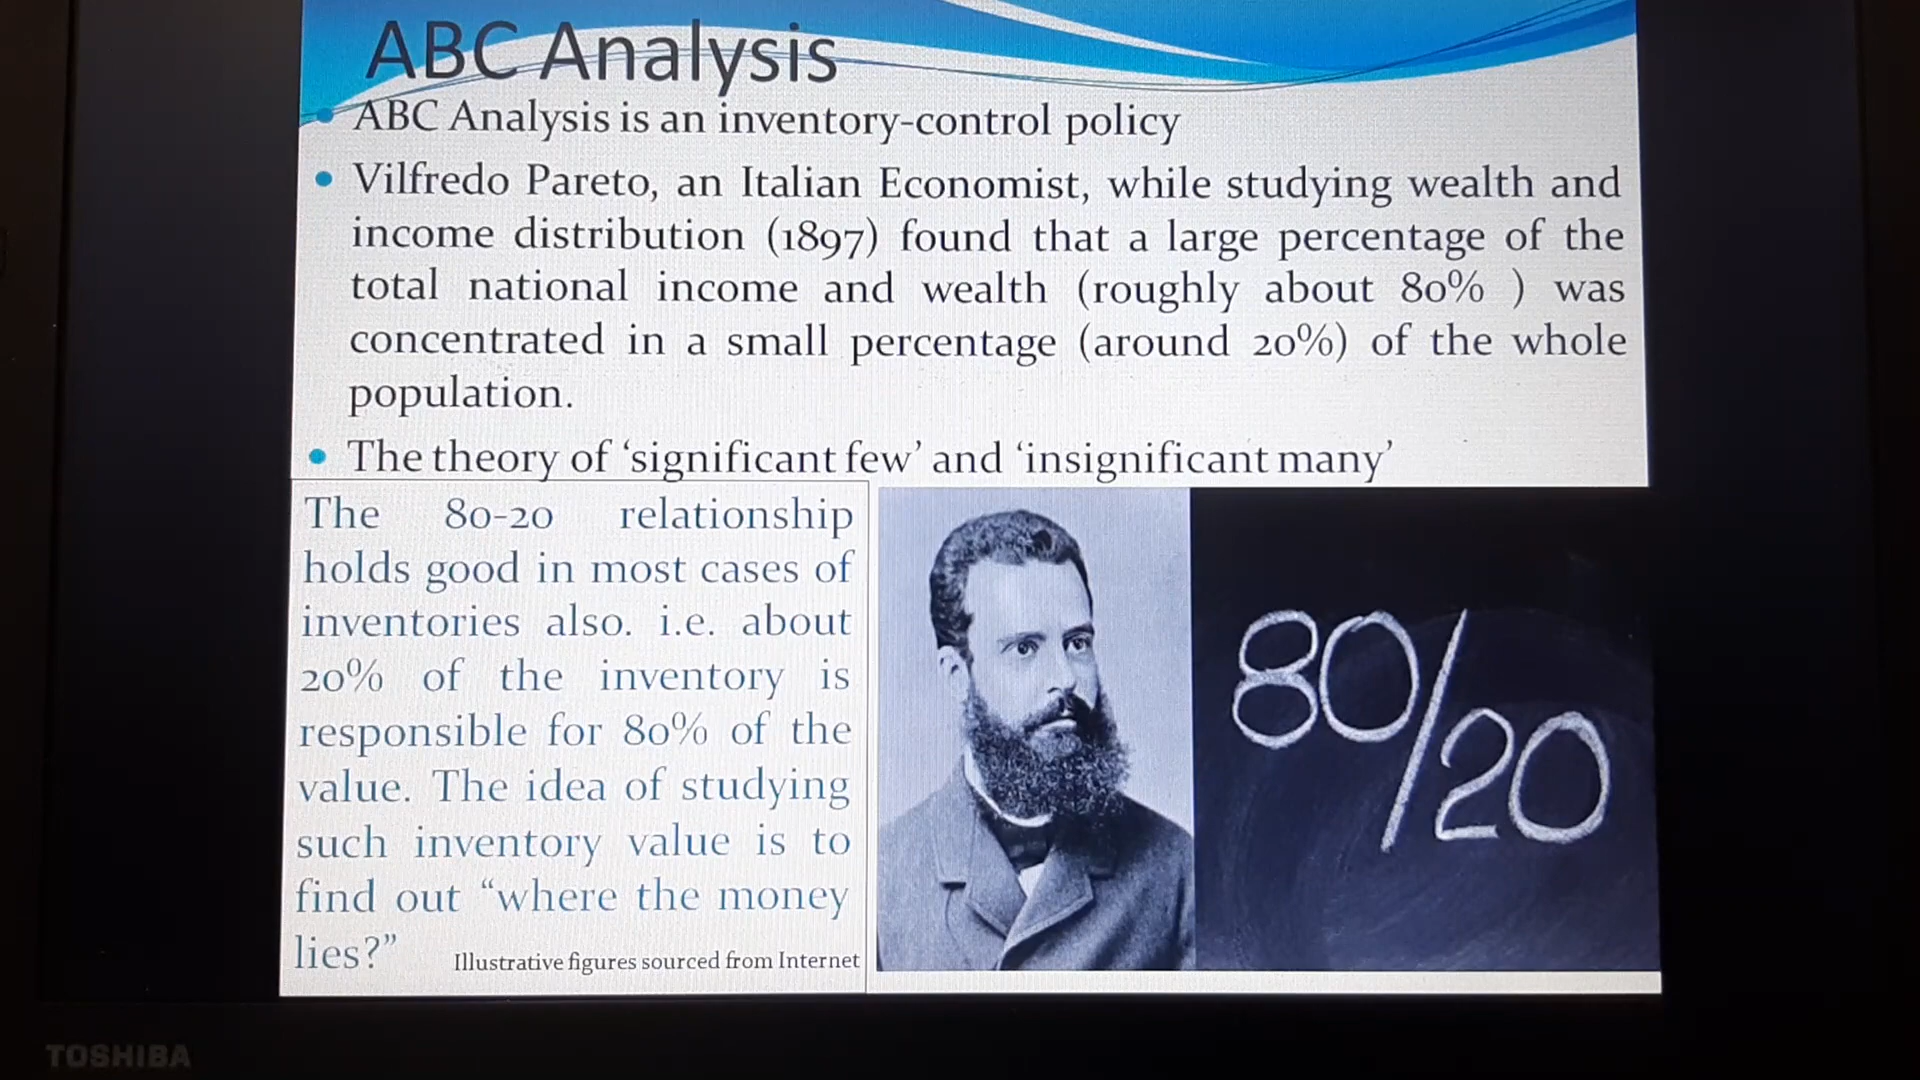 ABC Analysis
ABC Analysis is an inventory-control policy
Vilfredo Pareto, an Italian Economist, while studying wealth and
income distribution (1897) found that a large percentage of the
total national income and wealth (roughly about 80% ) was
concentrated in a small percentage (around 20%) of the whole
population.
The theory of ‘significant few’ and ‘insignificant many’
The 80-20 relationship
holds good in most cases of
inventories also. i.e. about
20% of the inventory is
responsible for 80% of the
value. The idea of studying
such inventory value is to
find out “where the money
lies?”
Illustrative figures sourced from Internet
80/20
TOSHIBA